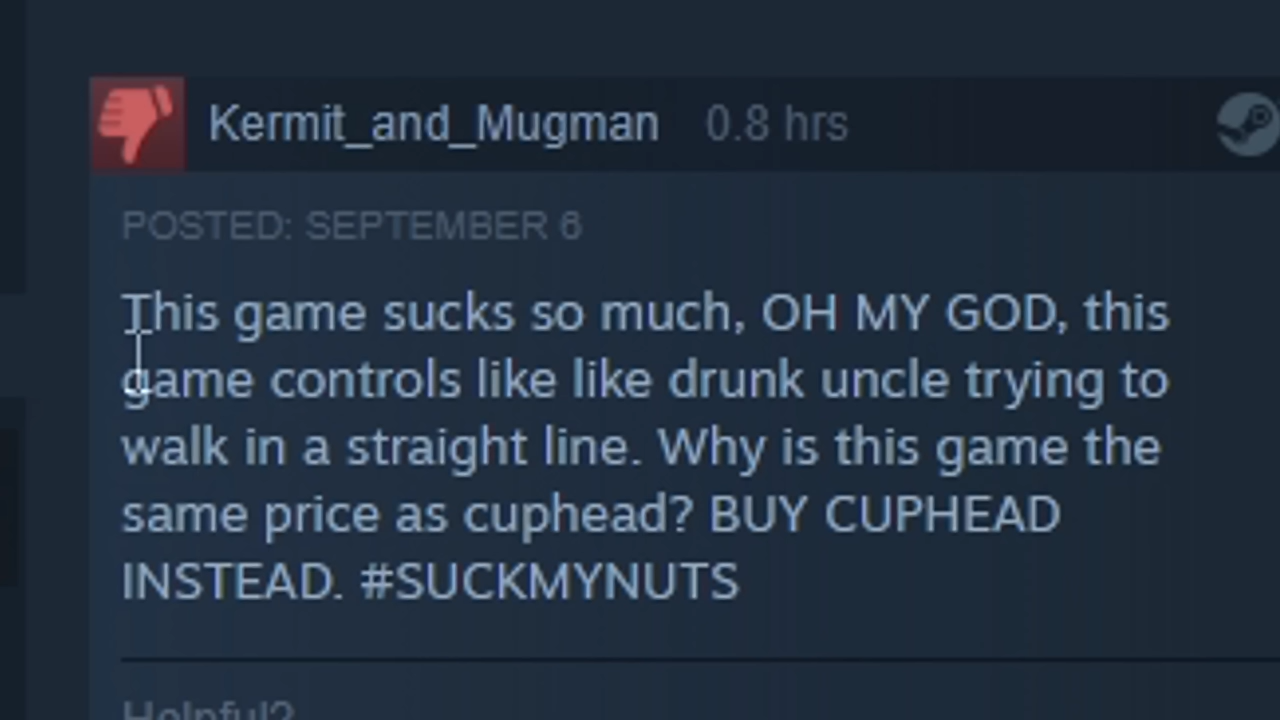 Kermit_and_Mugman 0.8 hrs
POSTED: SEPTEMBER 6
This game sucks so much, OH MY GOD, this
game controls like like drunk uncle trying to
walk in a straight line. Why is this game the
same price as cuphead? BUY CUPHEAD
INSTEAD. #SUCKMYNUTS
Helpful?